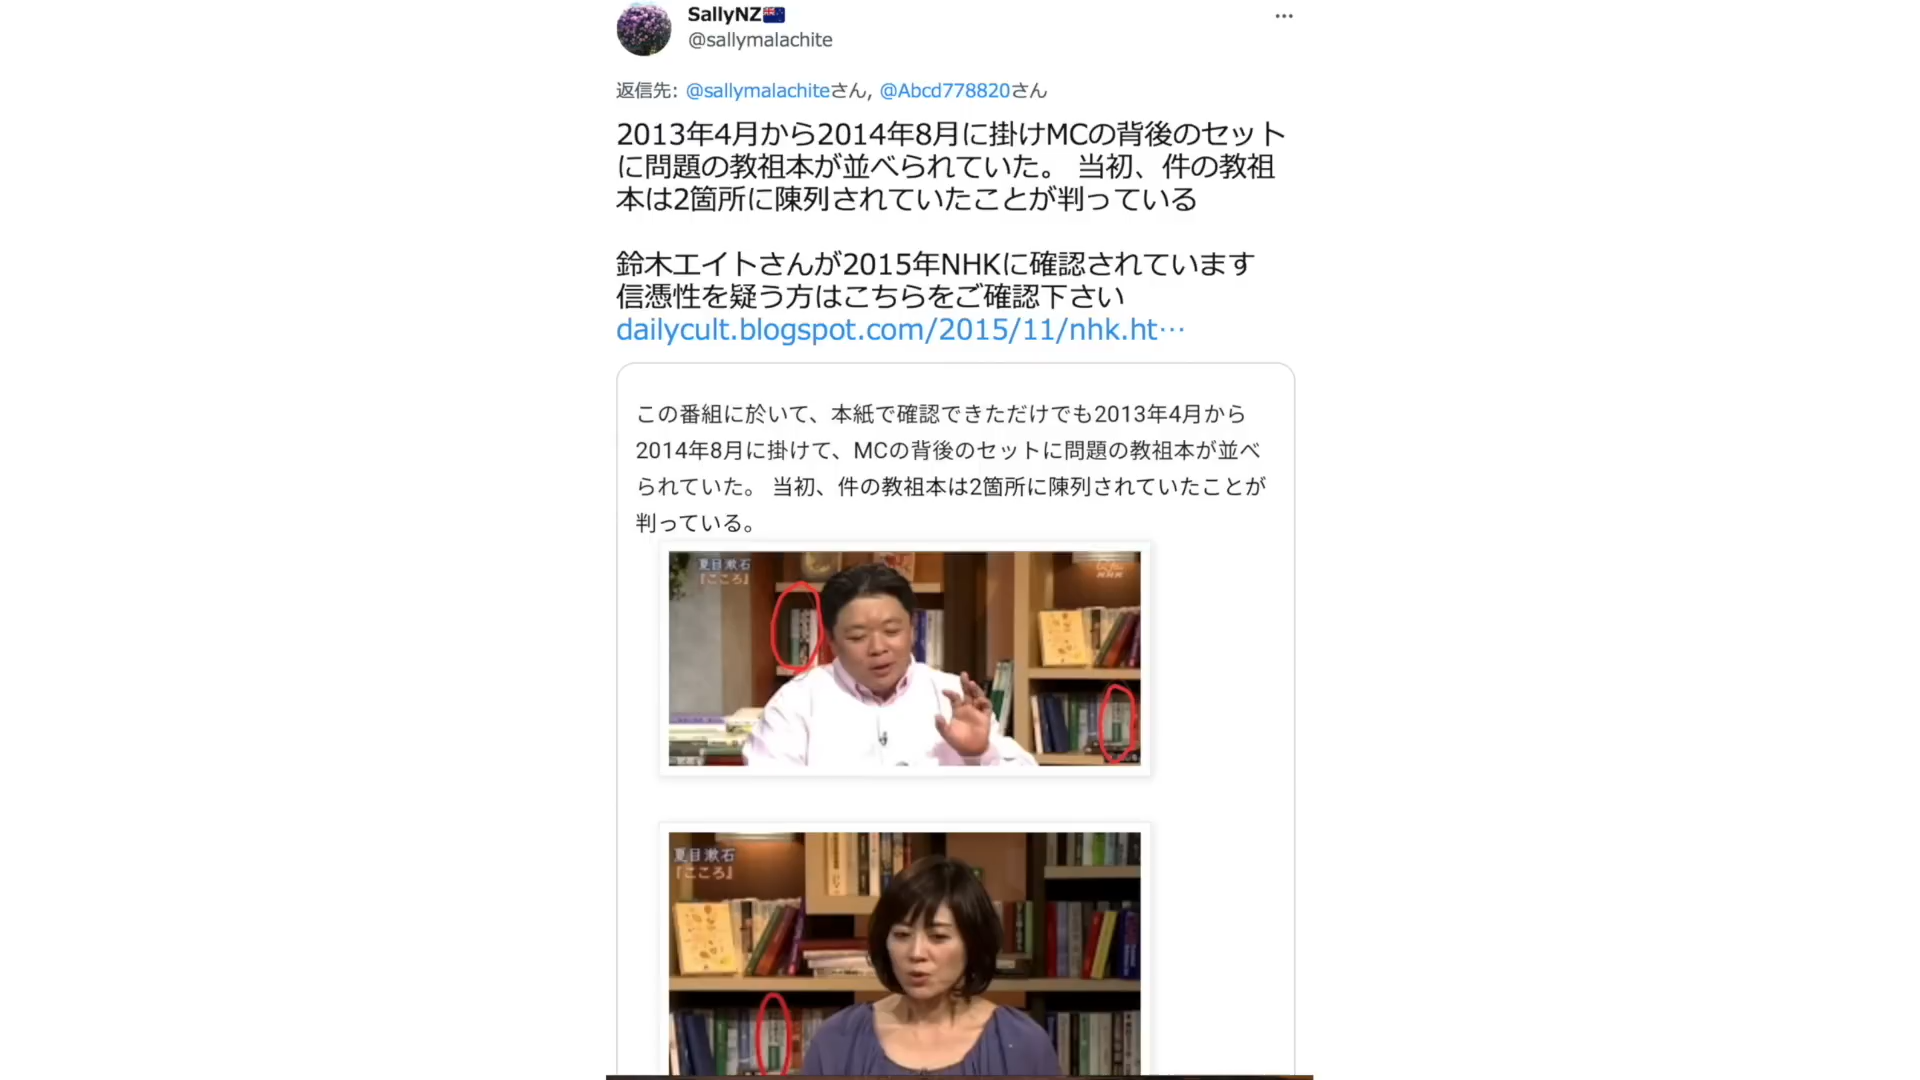 SallyNZ
@sallymalachite
返信先: @sallymalachiteさん, @Abcd778820さん
2013年4月から2014年8月に掛けMCの背後のセット
に問題の教祖本が並べられていた。 当初、件の教祖
本は2箇所に陳列されていたことが判っている
鈴木エイトさんが2015年NHKに確認されています
信憑性を疑う方はこちらをご確認下さい
dailycult.blogspot.com/2015/11/nhk.ht…
この番組に於いて、本紙で確認できただけでも2013年4月から
2014年8月に掛けて、MCの背後のセットに問題の教祖本が並べ
られていた。 当初、件の教祖本は2箇所に陳列されていたことが
判っている。
夏目漱石
『こころ』
夏目漱石
『こころ』